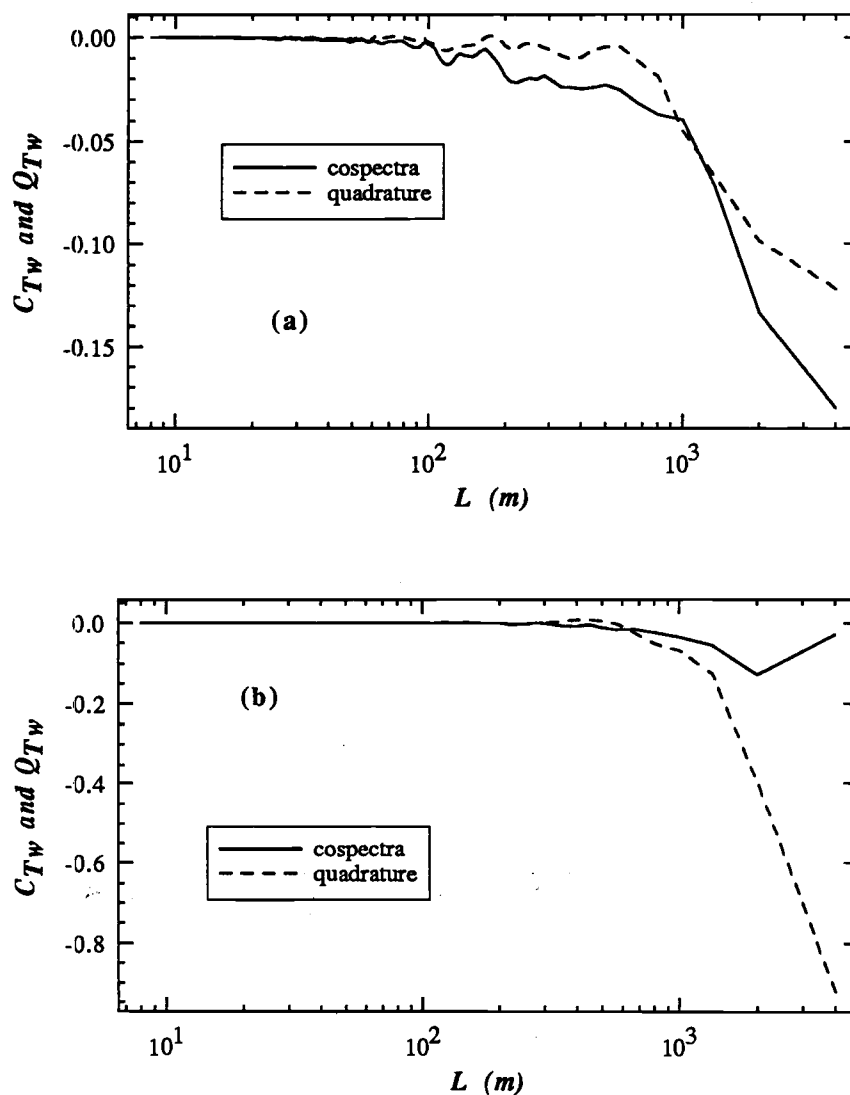 0.00
-0.05
-0.10
-0.15
C_Tw and Q_Tw
cospectra
quadrature
(a)
10^1
10^2
10^3
L (m)
0.0
-0.2
-0.4
-0.6
-0.8
C_Tw and Q_Tw
(b)
cospectra
quadrature
10^1
10^2
10^3
L (m)